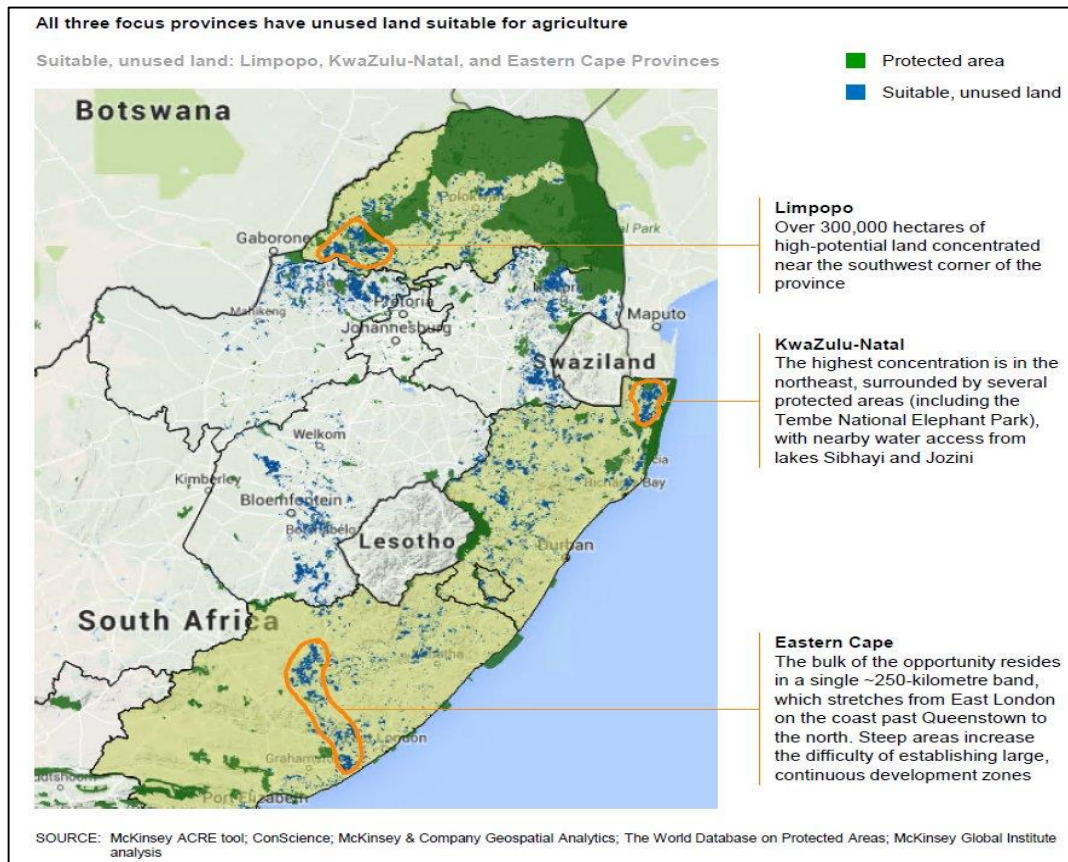 All three focus provinces have unused land suitable for agriculture
Suitable, unused land: Limpopo, KwaZulu-Natal, and Eastern Cape Provinces
Protected area
Suitable, unused land
Botswana
Polokwane
Park
Gaborone
Mahikeng
Pretoria
Johannesburg
Maputo
Swaziland
Welkom
Kimberley
Bloemfontein
Lesotho
Bay
Durban
South Africa
London
Port Elizabeth
Limpopo
Over 300,000 hectares of
high-potential land concentrated
near the southwest corner of the
province
KwaZulu-Natal
The highest concentration is in the
northeast, surrounded by several
protected areas (including the
Tembe National Elephant Park),
with nearby water access from
lakes Sibhayi and Jozini
Eastern Cape
The bulk of the opportunity resides
in a single ~250-kilometre band,
which stretches from East London
on the coast past Queenstown to
the north. Steep areas increase
the difficulty of establishing large,
continuous development zones
SOURCE: McKinsey ACRE tool; ConScience; McKinsey & Company Geospatial Analytics; The World Database on Protected Areas; McKinsey Global Institute
analysis